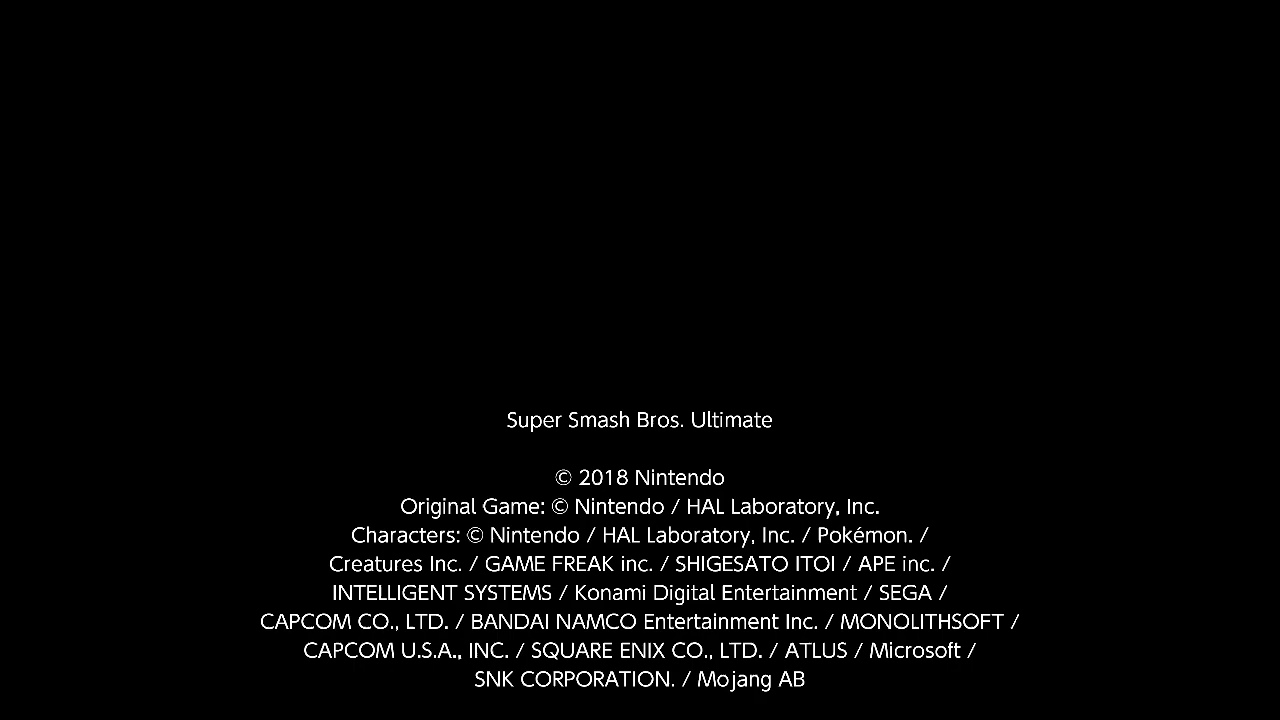 Super Smash Bros. Ultimate
© 2018 Nintendo
Original Game: © Nintendo / HAL Laboratory, Inc.
Characters: © Nintendo / HAL Laboratory, Inc. / Pokémon. /
Creatures Inc. / GAME FREAK inc. / SHIGESATO ITOI / APE inc. /
INTELLIGENT SYSTEMS / Konami Digital Entertainment / SEGA /
CAPCOM CO., LTD. / BANDAI NAMCO Entertainment Inc. / MONOLITHSOFT /
CAPCOM U.S.A., INC. / SQUARE ENIX CO., LTD. / ATLUS / Microsoft /
SNK CORPORATION. / Mojang AB